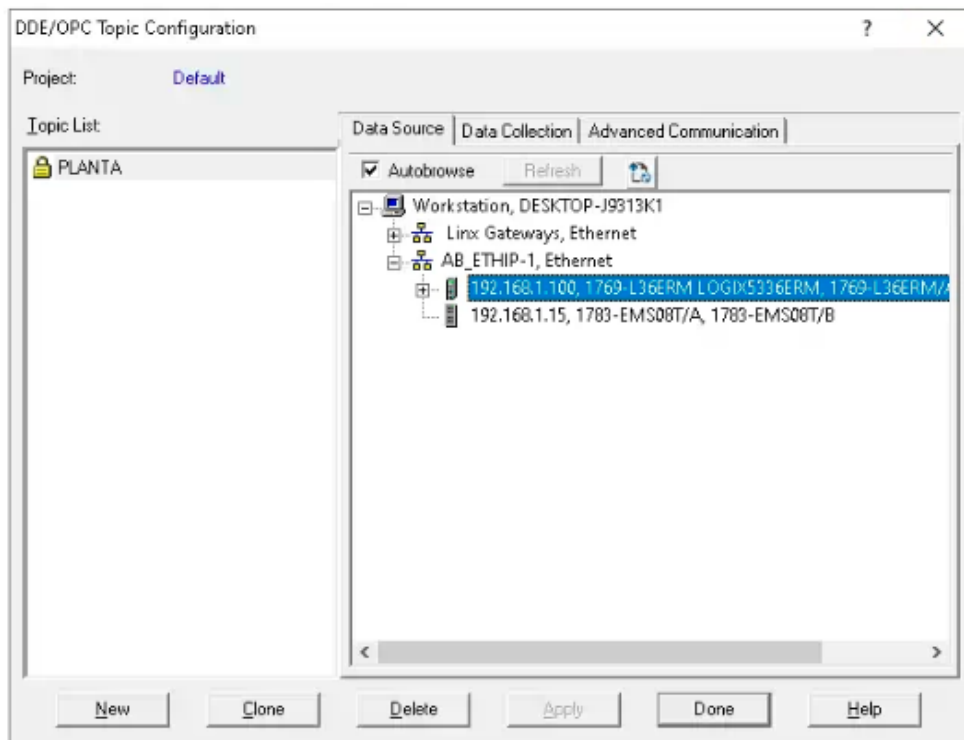 DDE/OPC Topic Configuration
? X
Project: Default
Topic List:
PLANTA
Data Source
Data Collection
Advanced Communication
Autobrowse
Refresh
Workstation, DESKTOP-J9313K1
Linx Gateways, Ethernet
AB_ETHIP-1, Ethernet
192.168.1.100, 1769-L36ERM LOGIX5336ERM, 1769-L36ERM/A
192.168.1.15, 1783-EMS08T/A, 1783-EMS08T/B
New
Clone
Delete
Apply
Done
Help